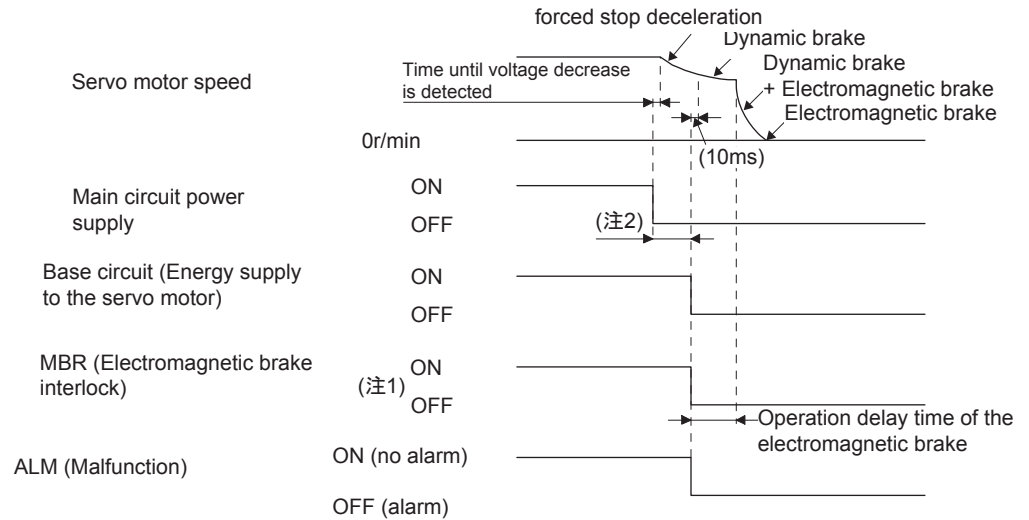 forced stop deceleration
Dynamic brake
Dynamic brake
+ Electromagnetic brake
Electromagnetic brake
Servo motor speed
Time until voltage decrease
is detected
0r/min
(10ms)
Main circuit power
supply
ON
OFF
(注2)
Base circuit (Energy supply
to the servo motor)
ON
OFF
MBR (Electromagnetic brake
interlock)
(注1)
ON
OFF
Operation delay time of the
electromagnetic brake
ALM (Malfunction)
ON (no alarm)
OFF (alarm)